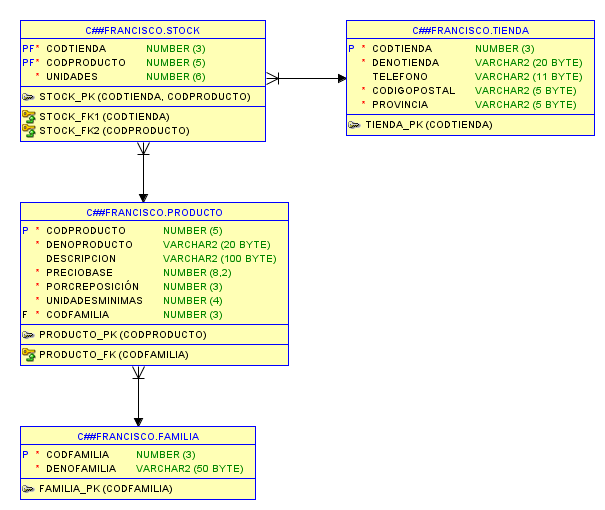 C##FRANCISCO.STOCK
PF* CODTIENDA NUMBER (3)
PF* CODPRODUCTO NUMBER (5)
* UNIDADES NUMBER (6)
STOCK_PK (CODTIENDA, CODPRODUCTO)
STOCK_FK1 (CODTIENDA)
STOCK_FK2 (CODPRODUCTO)
C##FRANCISCO.TIENDA
P * CODTIENDA NUMBER (3)
* DENOTIENDA VARCHAR2 (20 BYTE)
TELEFONO VARCHAR2 (11 BYTE)
* CODIGOPOSTAL VARCHAR2 (5 BYTE)
* PROVINCIA VARCHAR2 (5 BYTE)
TIENDA_PK (CODTIENDA)
C##FRANCISCO.PRODUCTO
P * CODPRODUCTO NUMBER (5)
* DENOPRODUCTO VARCHAR2 (20 BYTE)
DESCRIPCION VARCHAR2 (100 BYTE)
* PRECIOBASE NUMBER (8,2)
* PORCREPOSICIÓN NUMBER (3)
* UNIDADESMINIMAS NUMBER (4)
F * CODFAMILIA NUMBER (3)
PRODUCTO_PK (CODPRODUCTO)
PRODUCTO_FK (CODFAMILIA)
C##FRANCISCO.FAMILIA
P * CODFAMILIA NUMBER (3)
* DENOFAMILIA VARCHAR2 (50 BYTE)
FAMILIA_PK (CODFAMILIA)